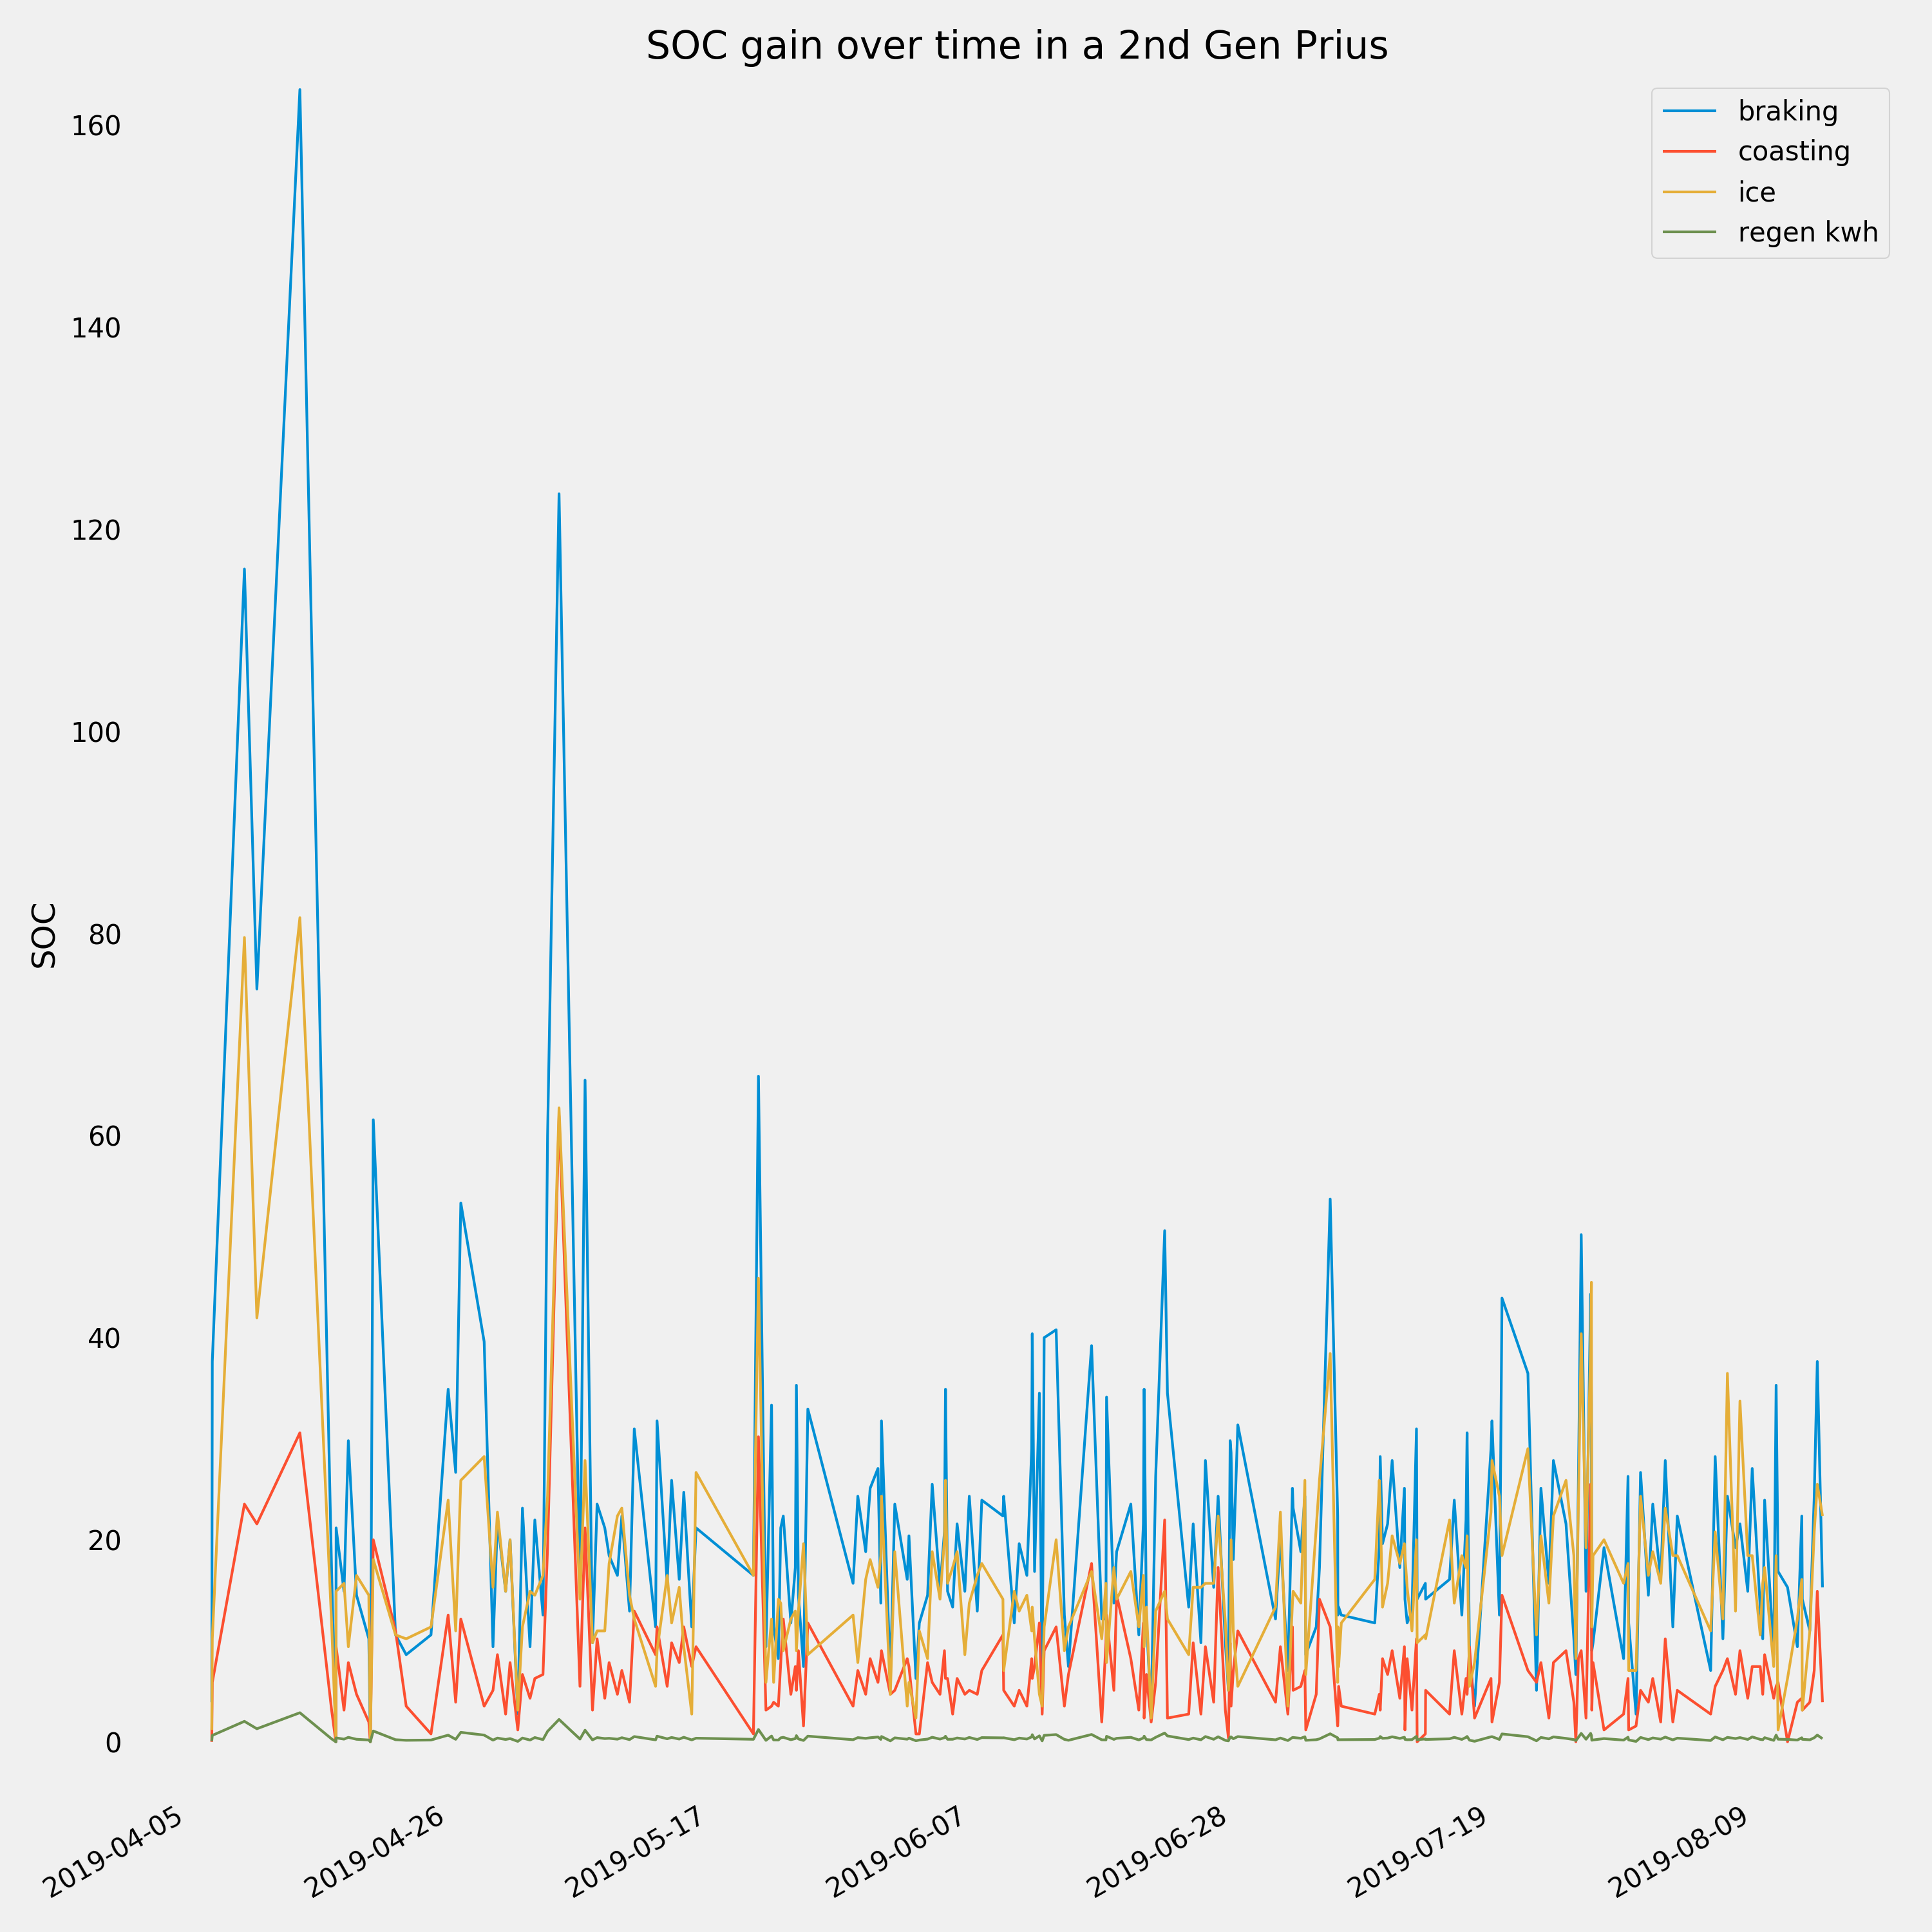 SOC gain over time in a 2nd Gen Prius
braking
coasting
ice
regen kwh
160
140
120
100
80
60
40
20
0
SOC
2019-04-05
2019-04-26
2019-05-17
2019-06-07
2019-06-28
2019-07-19
2019-08-09